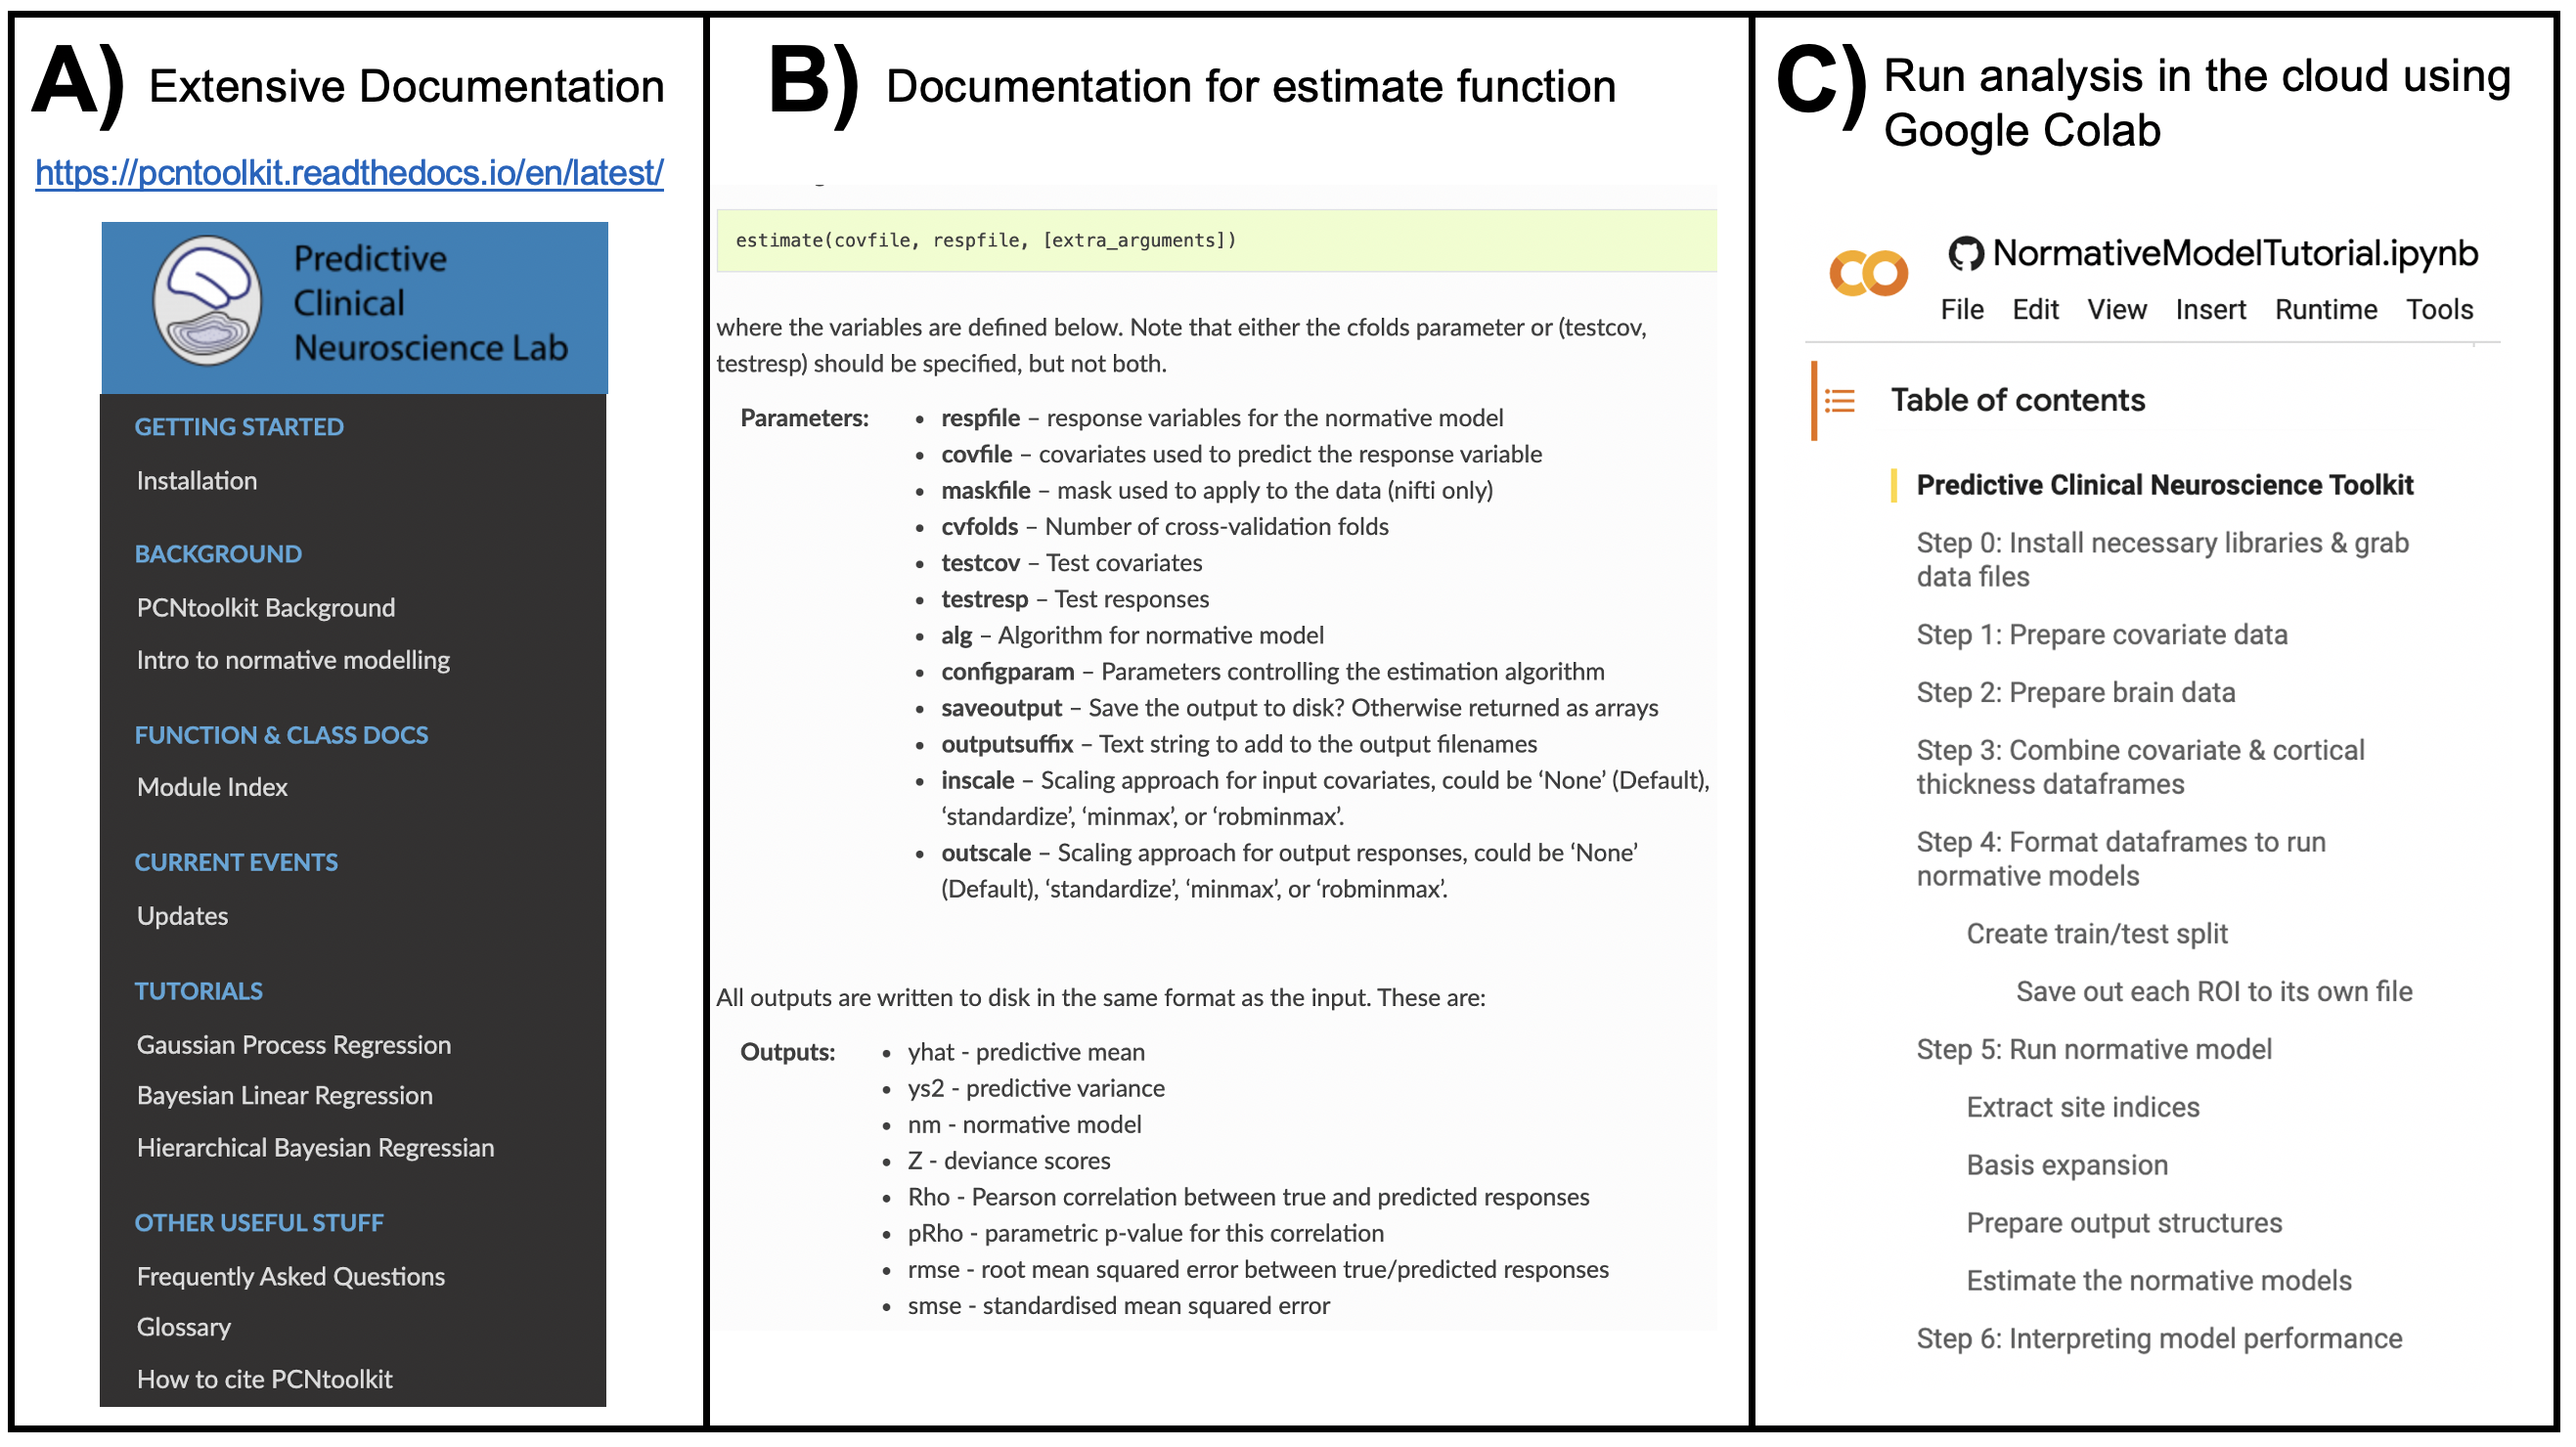 A) Extensive Documentation
https://pcntoolkit.readthedocs.io/en/latest/
Predictive
Clinical
Neuroscience Lab
GETTING STARTED
Installation
BACKGROUND
PCNtoolkit Background
Intro to normative modelling
FUNCTION & CLASS DOCS
Module Index
CURRENT EVENTS
Updates
TUTORIALS
Gaussian Process Regression
Bayesian Linear Regression
Hierarchical Bayesian Regressian
OTHER USEFUL STUFF
Frequently Asked Questions
Glossary
How to cite PCNtoolkit
B) Documentation for estimate function
estimate(covfile, respfile, [extra_arguments])
where the variables are defined below. Note that either the cfolds parameter or (testcov,
testresp) should be specified, but not both.
Parameters:
• respfile – response variables for the normative model
• covfile – covariates used to predict the response variable
• maskfile – mask used to apply to the data (nifti only)
• cvfolds – Number of cross-validation folds
• testcov – Test covariates
• testresp – Test responses
• alg – Algorithm for normative model
• configparam – Parameters controlling the estimation algorithm
• saveoutput – Save the output to disk? Otherwise returned as arrays
• outputsuffix – Text string to add to the output filenames
• inscale – Scaling approach for input covariates, could be ‘None’ (Default),
‘standardize’, ‘minmax’, or ‘robminmax’.
• outscale – Scaling approach for output responses, could be ‘None’
(Default), ‘standardize’, ‘minmax’, or ‘robminmax’.
All outputs are written to disk in the same format as the input. These are:
Outputs:
• yhat - predictive mean
• ys2 - predictive variance
• nm - normative model
• Z - deviance scores
• Rho - Pearson correlation between true and predicted responses
• pRho - parametric p-value for this correlation
• rmse - root mean squared error between true/predicted responses
• smse - standardised mean squared error
C) Run analysis in the cloud using
Google Colab
NormativeModelTutorial.ipynb
File Edit View Insert Runtime Tools
Table of contents
Predictive Clinical Neuroscience Toolkit
Step 0: Install necessary libraries & grab
data files
Step 1: Prepare covariate data
Step 2: Prepare brain data
Step 3: Combine covariate & cortical
thickness dataframes
Step 4: Format dataframes to run
normative models
Create train/test split
Save out each ROI to its own file
Step 5: Run normative model
Extract site indices
Basis expansion
Prepare output structures
Estimate the normative models
Step 6: Interpreting model performance